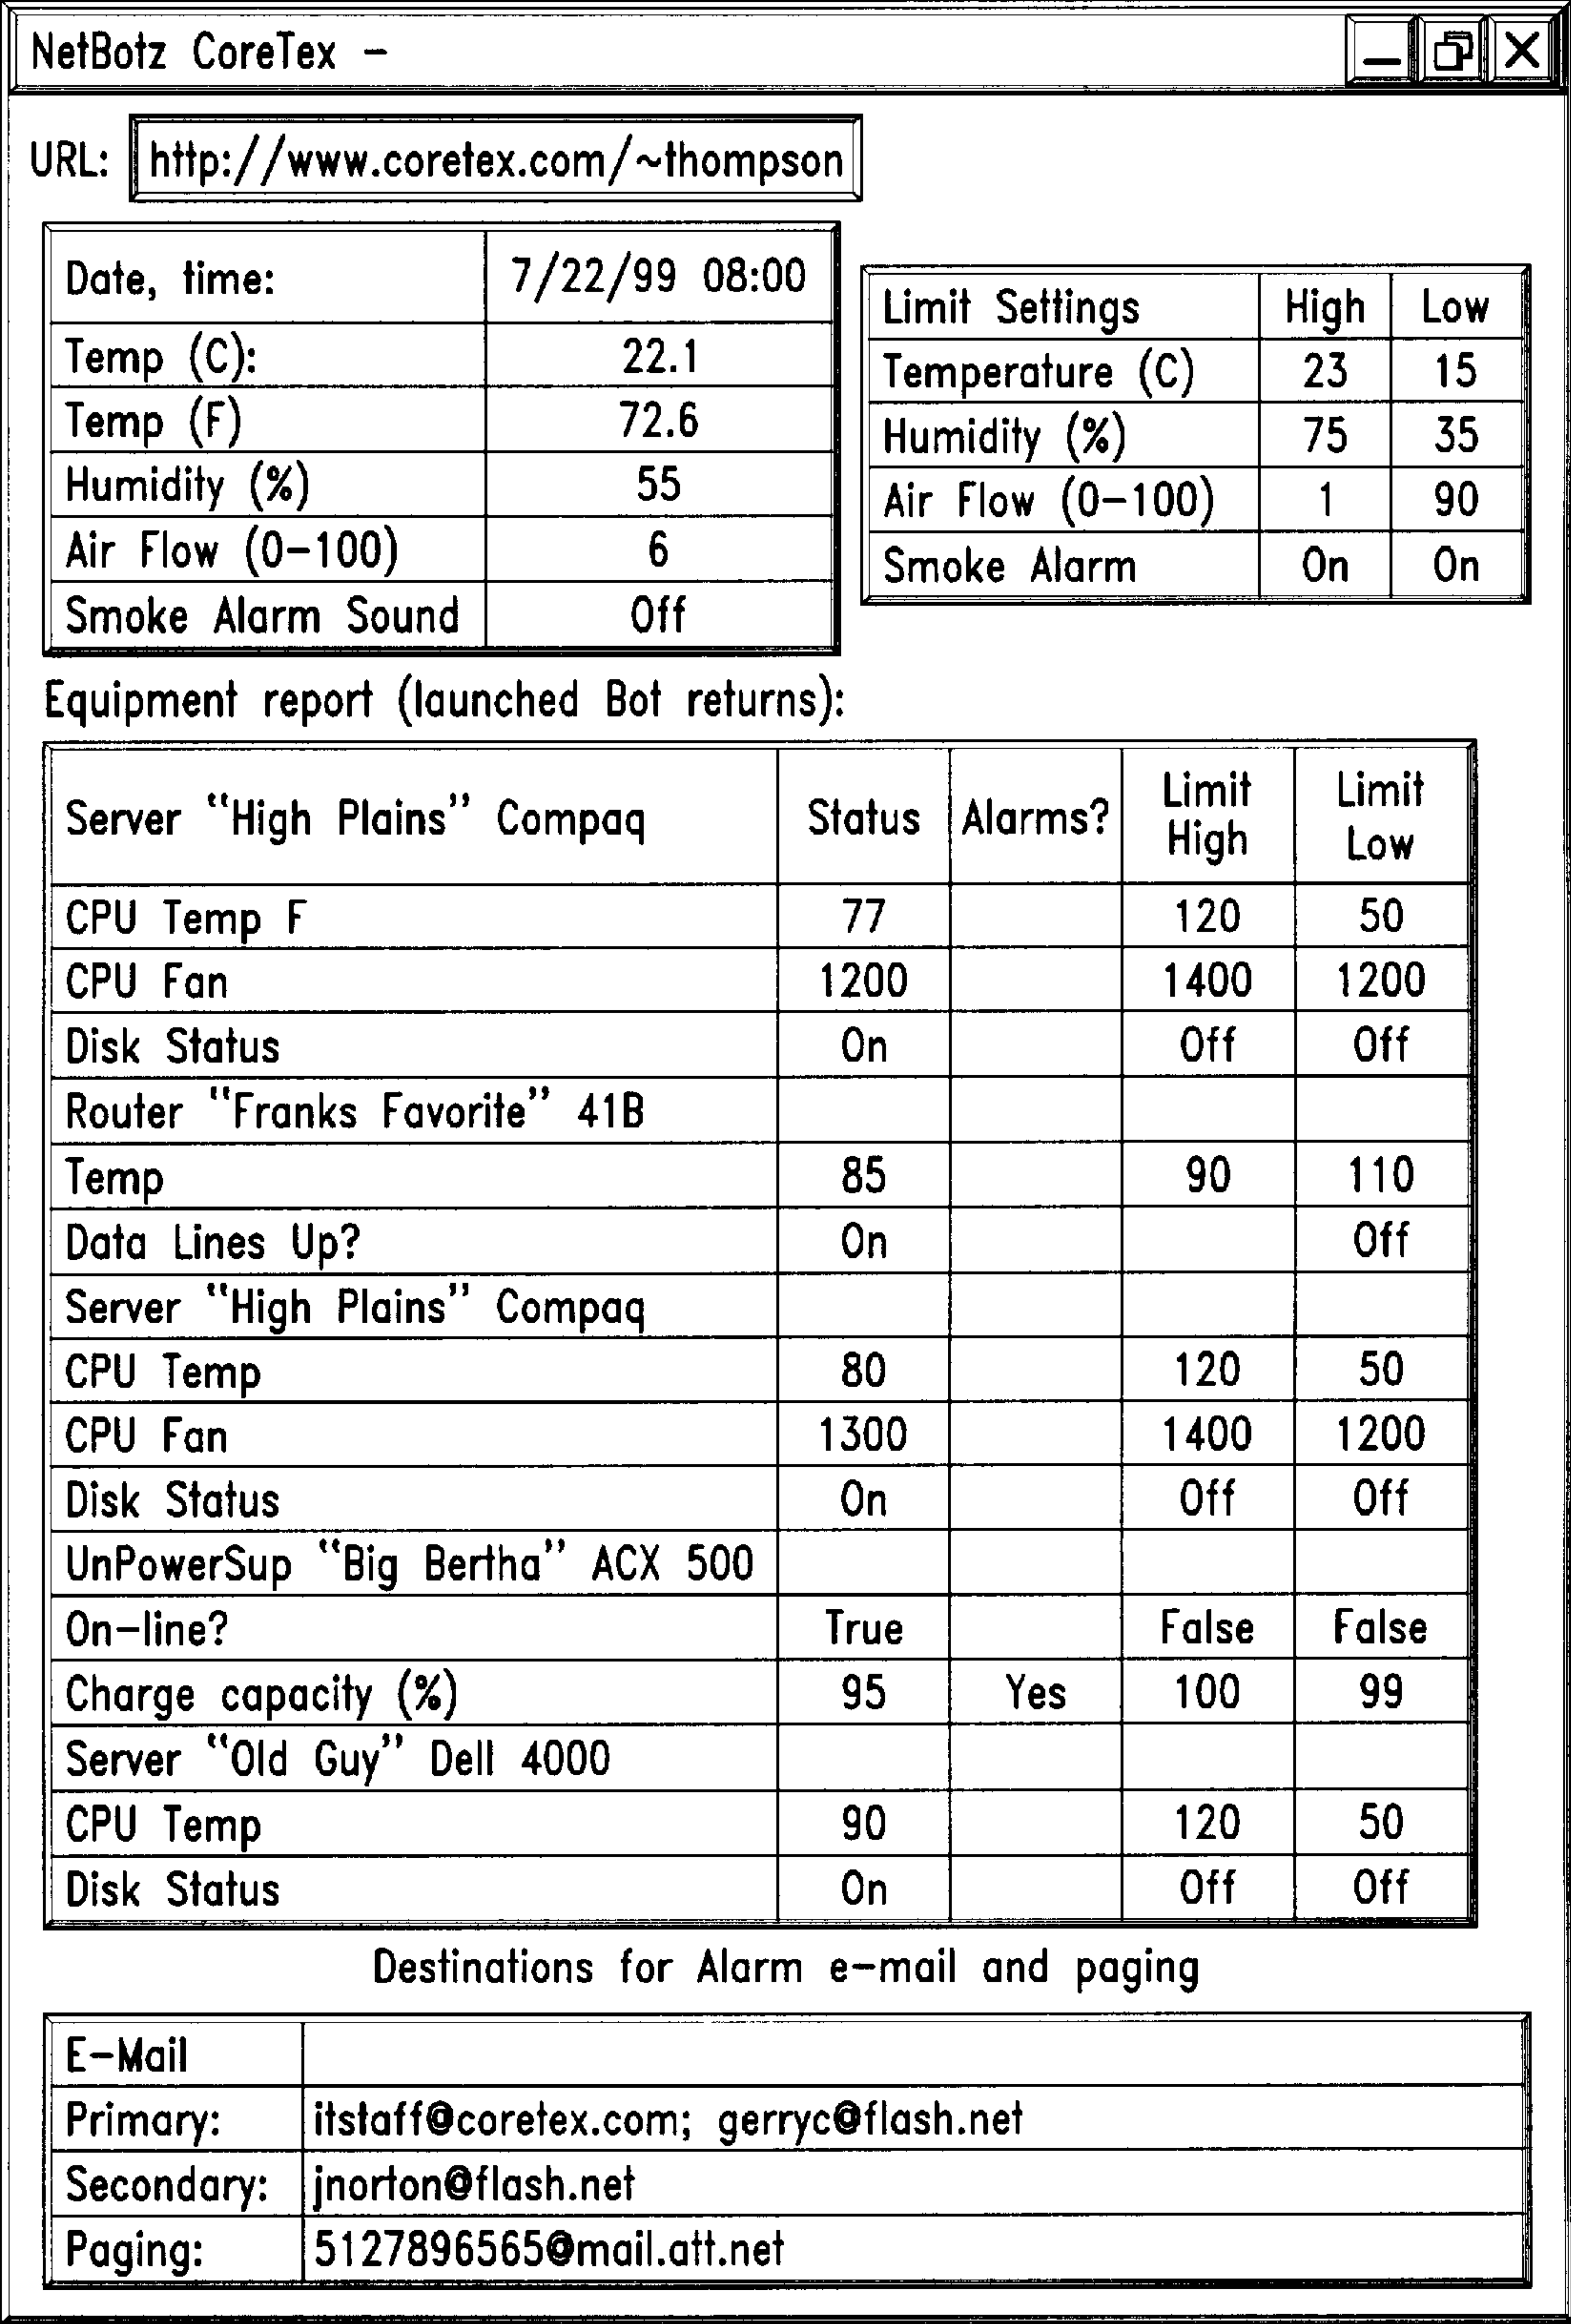 NetBotz CoreTex -
URL: http://www.coretex.com/~thompson
Date, time: 7/22/99 08:00
Temp (C): 22.1
Temp (F) 72.6
Humidity (%) 55
Air Flow (0-100) 6
Smoke Alarm Sound Off
Limit Settings High Low
Temperature (C) 23 15
Humidity (%) 75 35
Air Flow (0-100) 1 90
Smoke Alarm On On
Equipment report (launched Bot returns):
Server "High Plains" Compaq Status Alarms? Limit High Limit Low
CPU Temp F 77 120 50
CPU Fan 1200 1400 1200
Disk Status On Off Off
Router "Franks Favorite" 41B
Temp 85 90 110
Data Lines Up? On Off
Server "High Plains" Compaq
CPU Temp 80 120 50
CPU Fan 1300 1400 1200
Disk Status On Off Off
UnPowerSup "Big Bertha" ACX 500
On-line? True False False
Charge capacity (%) 95 Yes 100 99
Server "Old Guy" Dell 4000
CPU Temp 90 120 50
Disk Status On Off Off
Destinations for Alarm e-mail and paging
E-Mail
Primary: itstaff@coretex.com; gerryc@flash.net
Secondary: jnorton@flash.net
Paging: 5127896565@mail.att.net